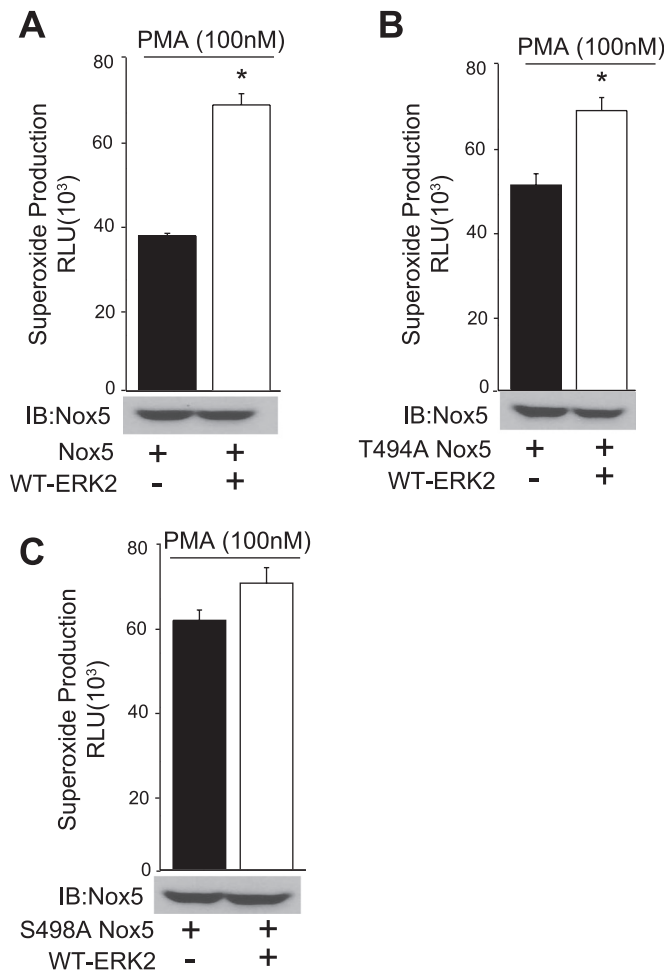 A
PMA (100nM)
*
80
60
40
20
0
Superoxide Production
RLU(10³)
IB:Nox5
Nox5 + +
WT-ERK2 - +
B
PMA (100nM)
*
80
60
40
20
0
Superoxide Production
RLU(10³)
IB:Nox5
T494A Nox5 + +
WT-ERK2 - +
C
PMA (100nM)
80
60
40
20
0
Superoxide Production
RLU(10³)
IB:Nox5
S498A Nox5 + +
WT-ERK2 - +